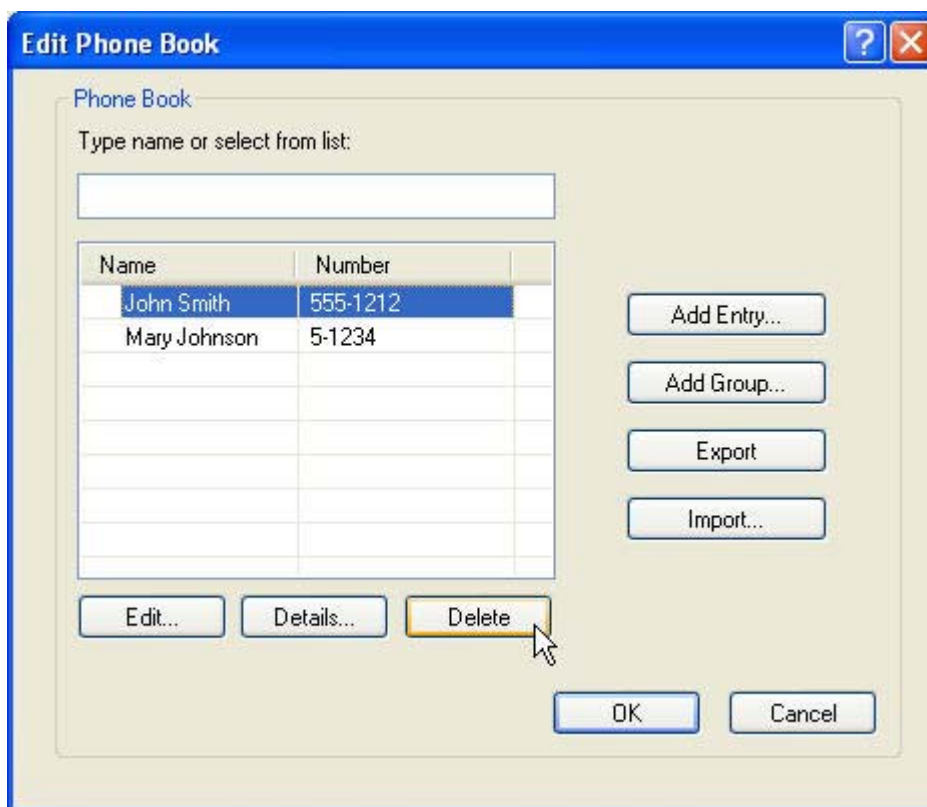 Edit Phone Book
Phone Book
Type name or select from list:
Name Number
John Smith 555-1212
Mary Johnson 5-1234
Add Entry...
Add Group...
Export
Import...
Edit... Details... Delete
OK Cancel